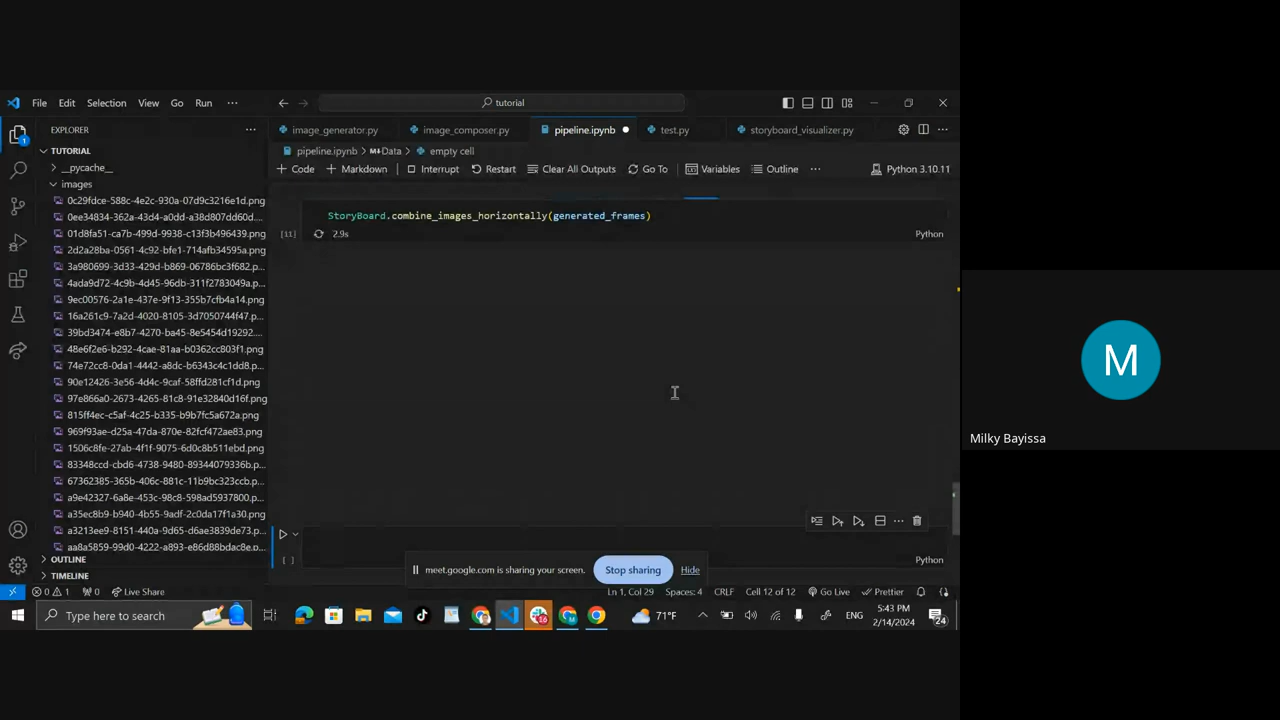 File Edit Selection View Go Run ···
tutorial
EXPLORER
TUTORIAL
__pycache__
images
0c29fdce-588c-4e2c-930a-07d9c3216e1d.png
0ee34834-362a-43d4-a0dd-a38d807dd60d....
01d8fa51-ca7b-499d-9938-c13f3b496439.png
2d2a28ba-0561-4c92-bfe1-714afb34595a.png
3a980699-3d33-429d-b869-06786bc3f682.p...
4ada9d72-4c9b-4d45-96db-311f2783049a.p...
9ec00576-2a1e-437e-9f13-355b7cfb4a14.png
16a261c9-7a2d-4020-8105-3d7050744f47.p...
39bd3474-e8b7-4270-ba45-8e5454d19292....
48e6f2e6-b292-4cae-81aa-b0362cc803f1.png
74e72cc8-0da1-4442-a8dc-b6343c4c1dd8.p...
90e12426-3e56-4d4c-9caf-58ffd281cf1d.png
97e866a0-2673-4265-81c8-91e32840d16f.png
815ff4ec-c5af-4c25-b335-b9b7fc5a672a.png
969f93ae-d25a-47da-870e-82fcf472ae83.png
1506c8fe-27ab-4f1f-9075-6d0c8b511ebd.png
83348ccd-cbd6-4738-9480-89344079336b.p...
67362385-365b-406c-881c-11b9bc323ccb.p...
a9e42327-6a8e-453c-98c8-598ad5937800.p...
a35ec8b9-b940-4b55-9adf-2c0da17f1a30.png
a3213ee9-8151-440a-9d65-d6ae3839de73.p...
aa8a5859-99d0-4222-a893-e86d88bdac8e.p...
OUTLINE
TIMELINE
image_generator.py image_composer.py pipeline.ipynb test.py storyboard_visualizer.py
pipeline.ipynb > M↓Data > empty cell
+ Code + Markdown Interrupt Restart Clear All Outputs Go To Variables Outline ··· Python 3.10.11
StoryBoard.combine_images_horizontally(generated_frames)
[11] 2.9s Python
[ ] Python
meet.google.com is sharing your screen. Stop sharing Hide
0 1 0 Live Share Ln 1, Col 29 Spaces: 4 CRLF Cell 12 of 12 Go Live Prettier
Type here to search 16 71°F ENG 5:43 PM
2/14/2024 24
M
Milky Bayissa